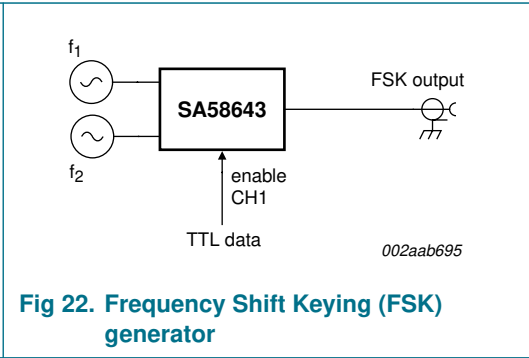 f1
SA58643
FSK output
f2
enable
CH1
TTL data
002aab695
Fig 22. Frequency Shift Keying (FSK)
generator